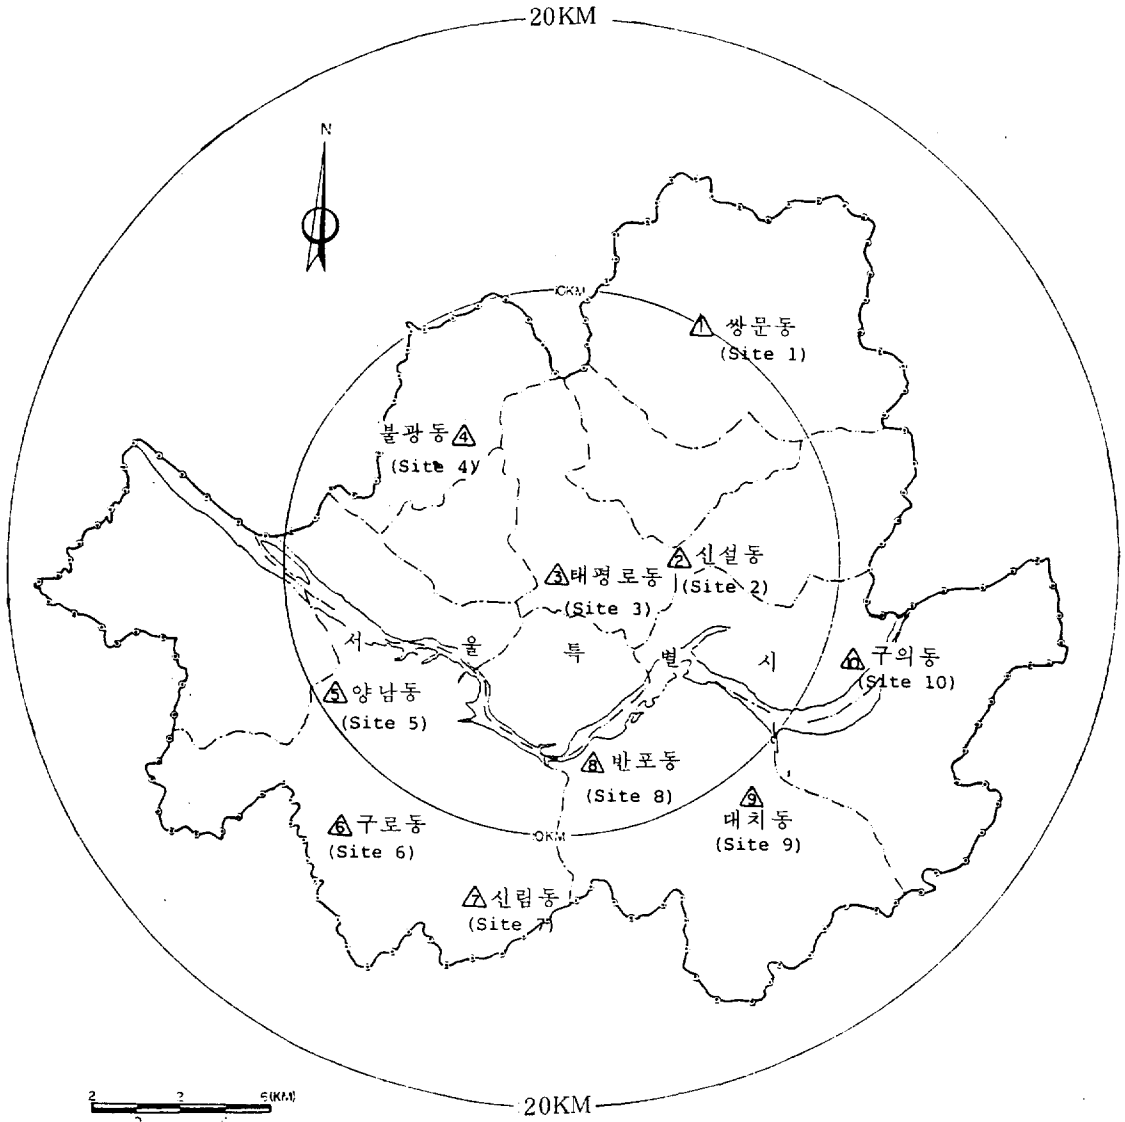 20KM
N
1 쌍문동
(Site 1)
불광동 4
(Site 4)
2 신설동
(Site 2)
3 태평로동
(Site 3)
서 울 특 별 시
10 구의동
(Site 10)
5 양남동
(Site 5)
8 반포동
(Site 8)
9
대치동
(Site 9)
6 구로동
(Site 6)
7 신림동
(Site 7)
20KM